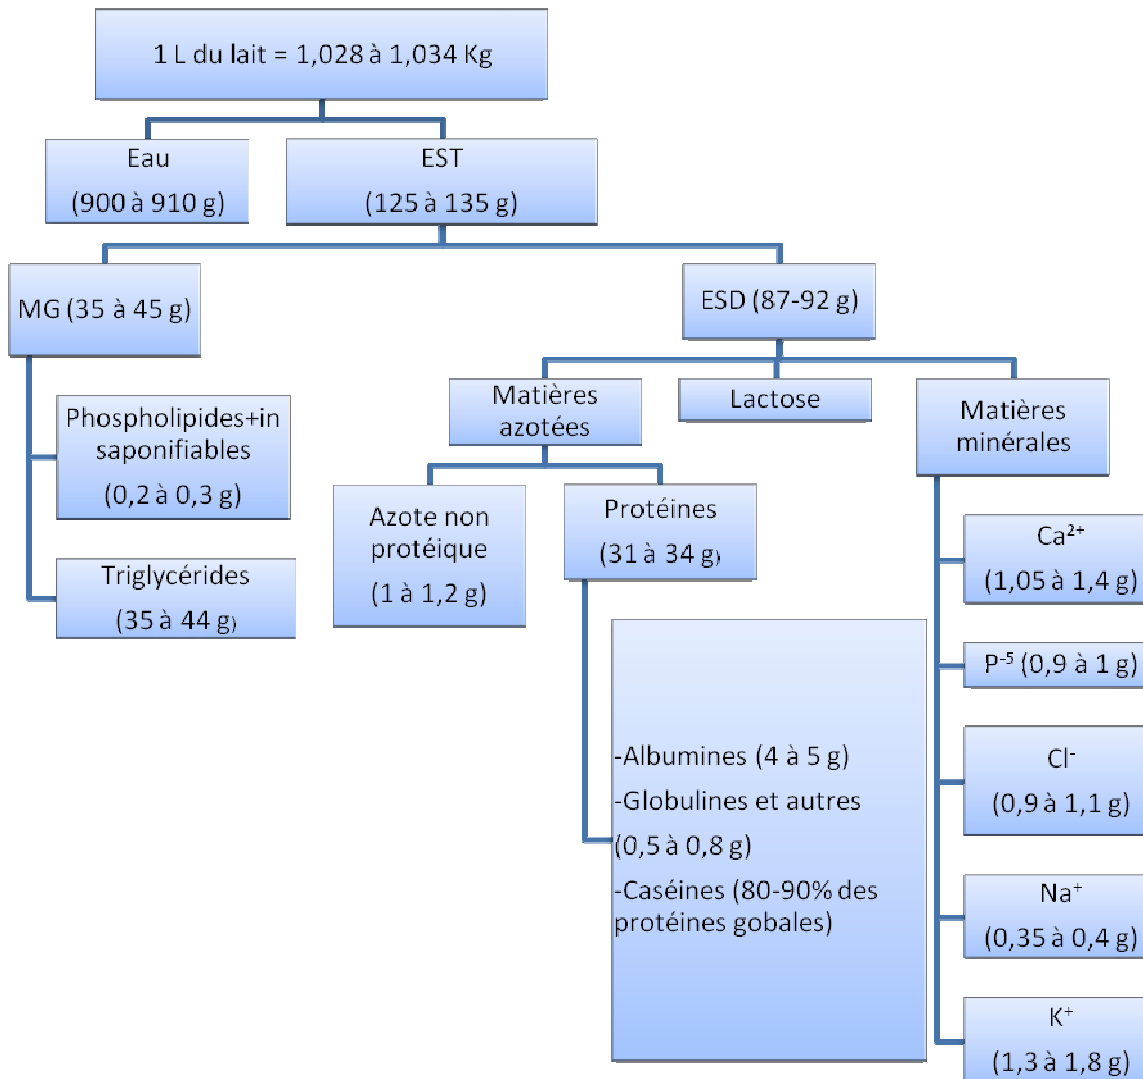 1 L du lait = 1,028 à 1,034 Kg
Eau
(900 à 910 g)
EST
(125 à 135 g)
MG (35 à 45 g)
ESD (87-92 g)
Phospholipides+in
saponifiables
(0,2 à 0,3 g)
Triglycérides
(35 à 44 g)
Matières
azotées
Lactose
Matières
minérales
Azote non
protéique
(1 à 1,2 g)
Protéines
(31 à 34 g)
-Albumines (4 à 5 g)
-Globulines et autres
(0,5 à 0,8 g)
-Caséines (80-90% des
protéines gobales)
Ca²⁺
(1,05 à 1,4 g)
P⁻⁵ (0,9 à 1 g)
Cl⁻
(0,9 à 1,1 g)
Na⁺
(0,35 à 0,4 g)
K⁺
(1,3 à 1,8 g)